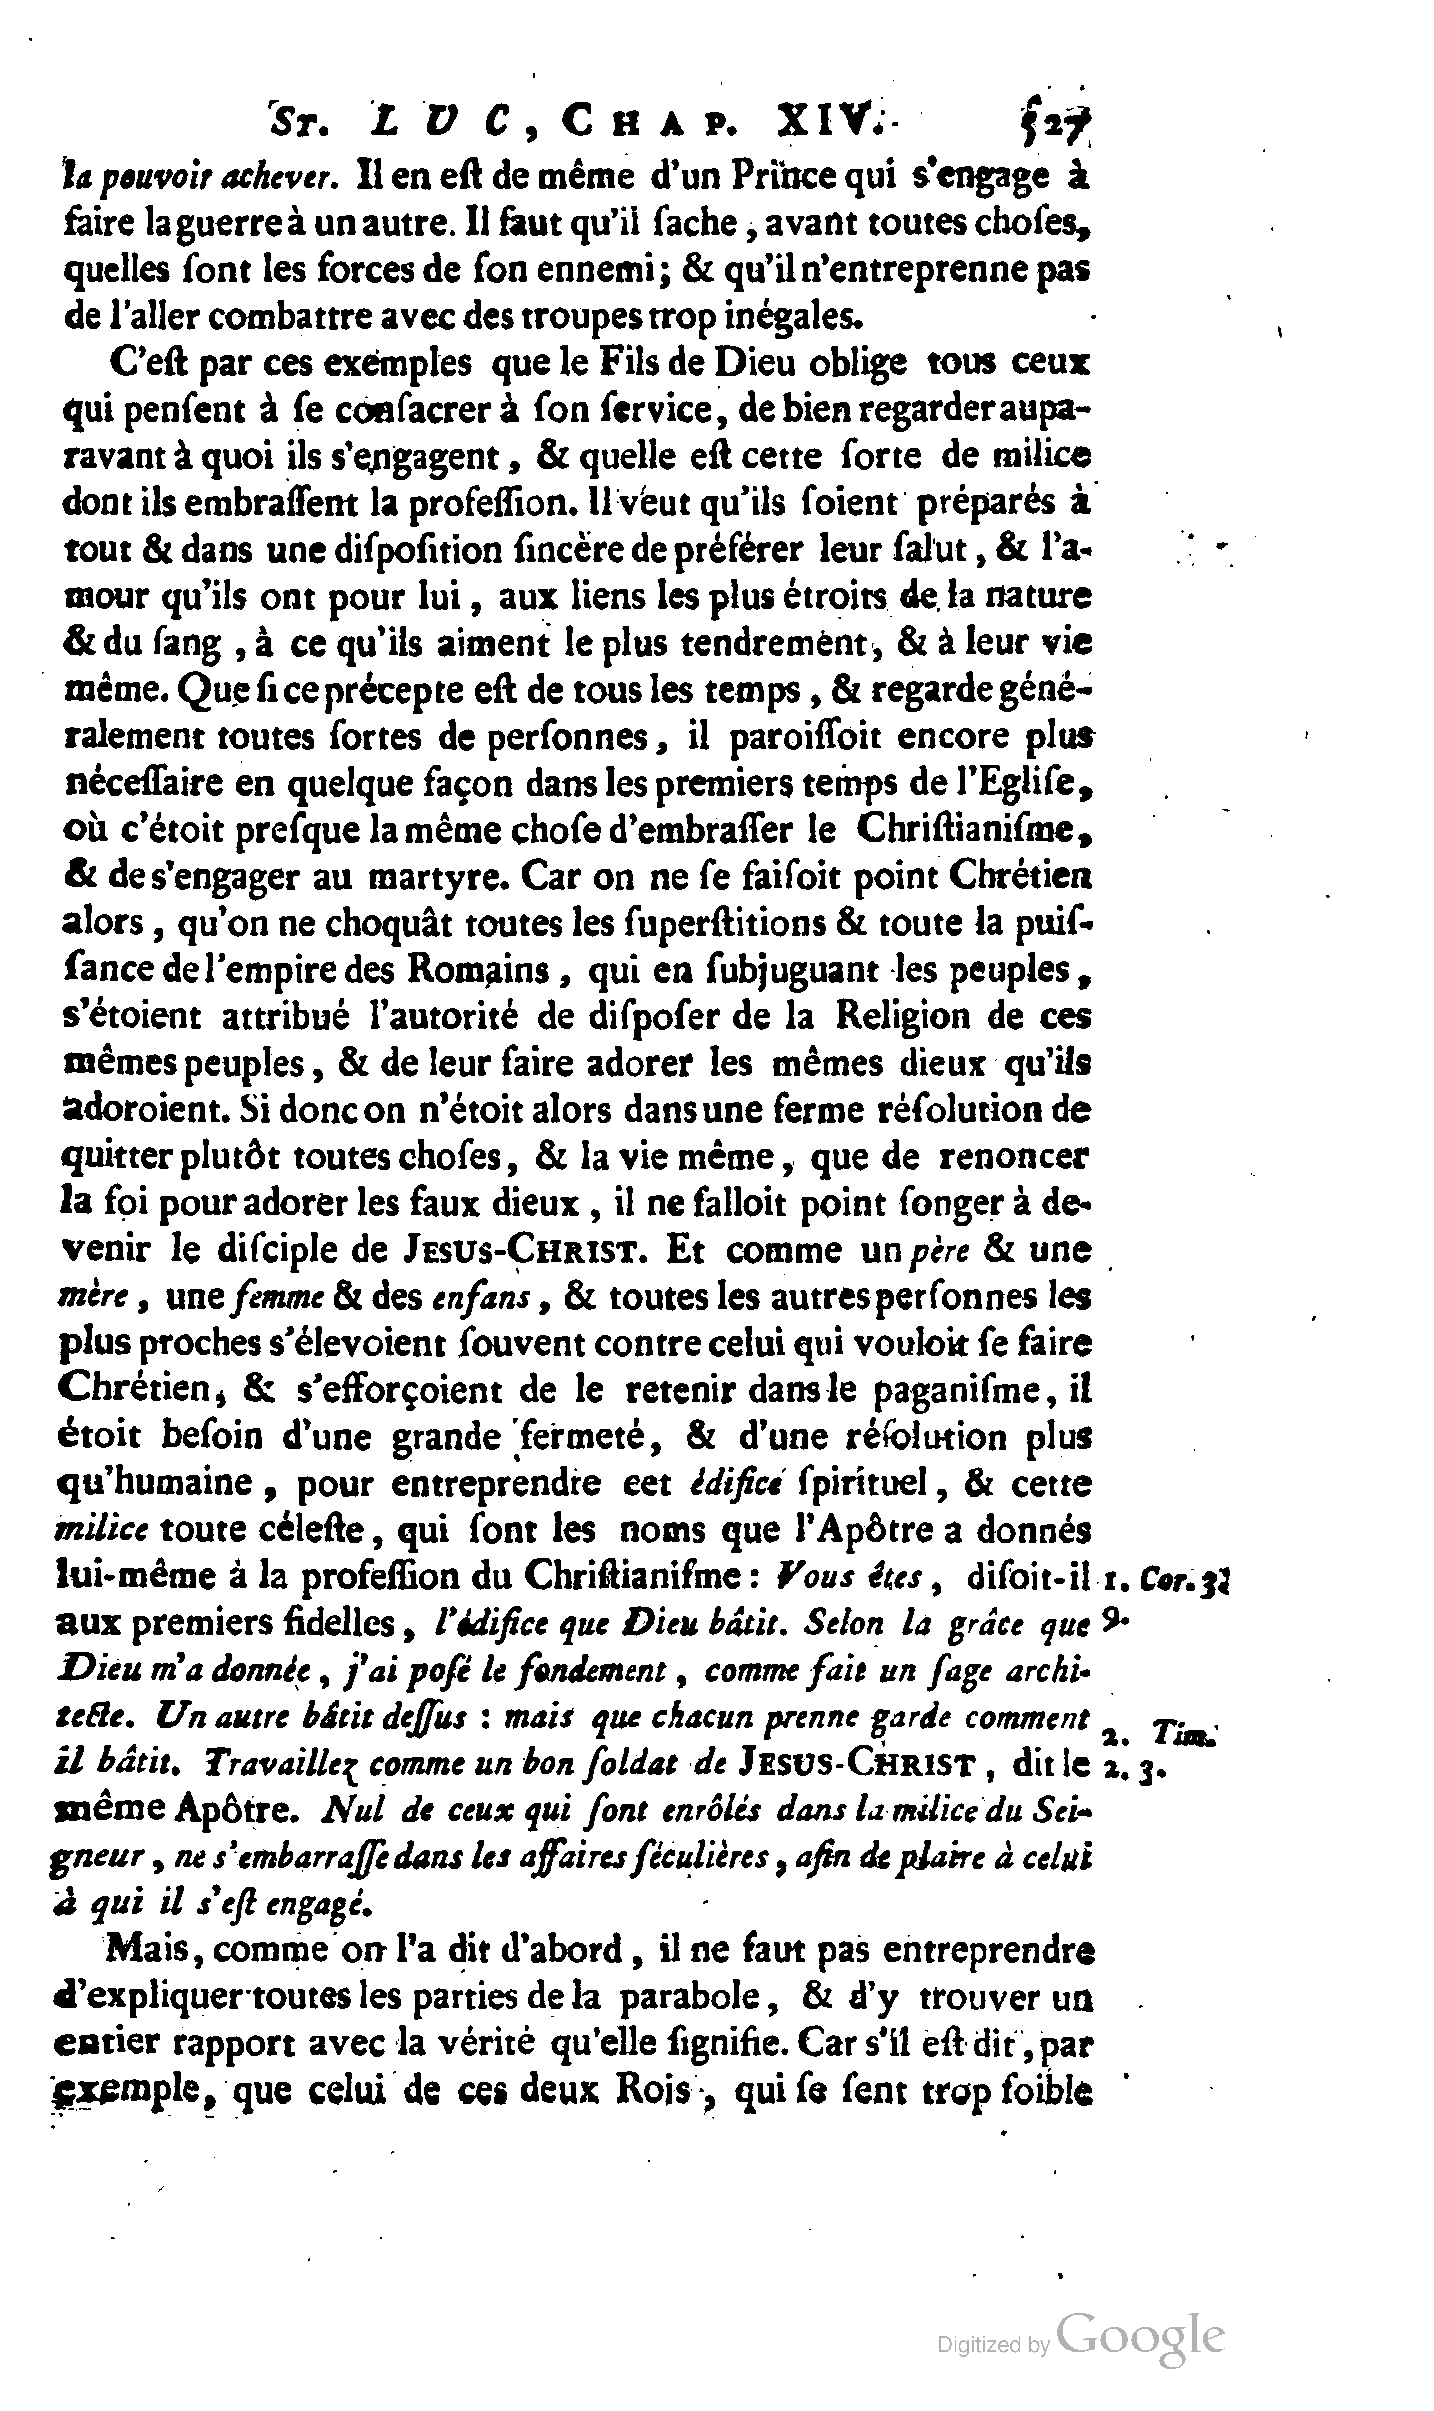 St. LUC, CHAP. XIV. 527
la pouvoir achever. Il en eſt de même d'un Prince qui s'engage à
faire la guerre à un autre. Il faut qu'il ſache, avant toutes choſes,
quelles ſont les forces de ſon ennemi; & qu'il n'entreprenne pas
de l'aller combattre avec des troupes trop inégales.
C'eſt par ces exemples que le Fils de Dieu oblige tous ceux
qui penſent à ſe conſacrer à ſon ſervice, de bien regarder aupa-
ravant à quoi ils s'engagent, & quelle eſt cette ſorte de milice
dont ils embraſſent la profeſſion. Il veut qu'ils ſoient préparés à
tout & dans une diſpoſition ſincère de préférer leur ſalut, & l'a-
mour qu'ils ont pour lui, aux liens les plus étroits de la nature
& du ſang, à ce qu'ils aiment le plus tendrement, & à leur vie
même. Que ſi ce précepte eſt de tous les temps, & regarde géné-
ralement toutes ſortes de perſonnes, il paroiſſoit encore plus
néceſſaire en quelque façon dans les premiers temps de l'Egliſe,
où c'étoit preſque la même choſe d'embraſſer le Chriſtianiſme,
& de s'engager au martyre. Car on ne ſe faiſoit point Chrétien
alors, qu'on ne choquât toutes les ſuperſtitions & toute la puiſ-
ſance de l'empire des Romains, qui en ſubjuguant les peuples,
s'étoient attribué l'autorité de diſpoſer de la Religion de ces
mêmes peuples, & de leur faire adorer les mêmes dieux qu'ils
adoroient. Si donc on n'étoit alors dans une ferme réſolution de
quitter plutôt toutes choſes, & la vie même, que de renoncer
la foi pour adorer les faux dieux, il ne falloit point ſonger à de-
venir le diſciple de JESUS-CHRIST. Et comme un père & une
mère, une femme & des enfans, & toutes les autres perſonnes les
plus proches s'élevoient ſouvent contre celui qui vouloit ſe faire
Chrétien, & s'efforçoient de le retenir dans le paganiſme, il
étoit beſoin d'une grande fermeté, & d'une réſolution plus
qu'humaine, pour entreprendre cet édifice ſpirituel, & cette
milice toute céleſte, qui ſont les noms que l'Apôtre a donnés
lui-même à la profeſſion du Chriſtianiſme: Vous êtes, diſoit-il 1. Cor. 3.
aux premiers fidelles, l'édifice que Dieu bâtit. Selon la grâce que 9.
Dieu m'a donnée, j'ai poſé le fondement, comme fait un ſage archi-
tecte. Un autre bâtit deſſus: mais que chacun prenne garde comment 2. Tim.
il bâtit. Travaillez comme un bon ſoldat de JESUS-CHRIST, dit le 2. 3.
même Apôtre. Nul de ceux qui ſont enrôlés dans la milice du Sei-
gneur, ne s'embarraſſe dans les affaires ſéculières, afin de plaire à celui
à qui il s'eſt engagé.
Mais, comme on l'a dit d'abord, il ne faut pas entreprendre
d'expliquer toutes les parties de la parabole, & d'y trouver un
entier rapport avec la vérité qu'elle ſignifie. Car s'il eſt dit, par
exemple, que celui de ces deux Rois, qui ſe ſent trop foible
Digitized by Google